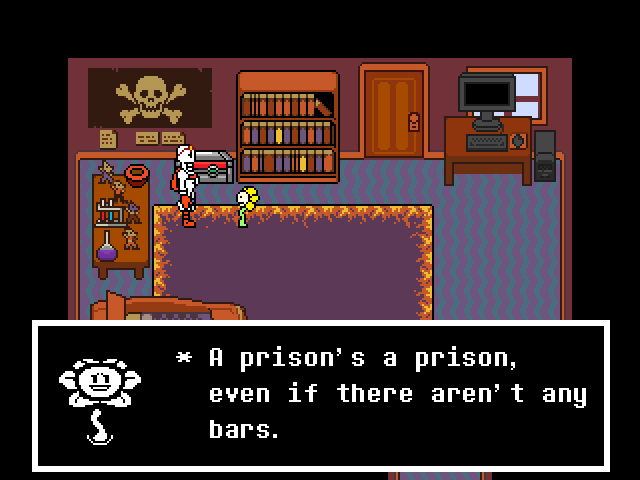 * A prison's a prison,
even if there aren't any
bars.